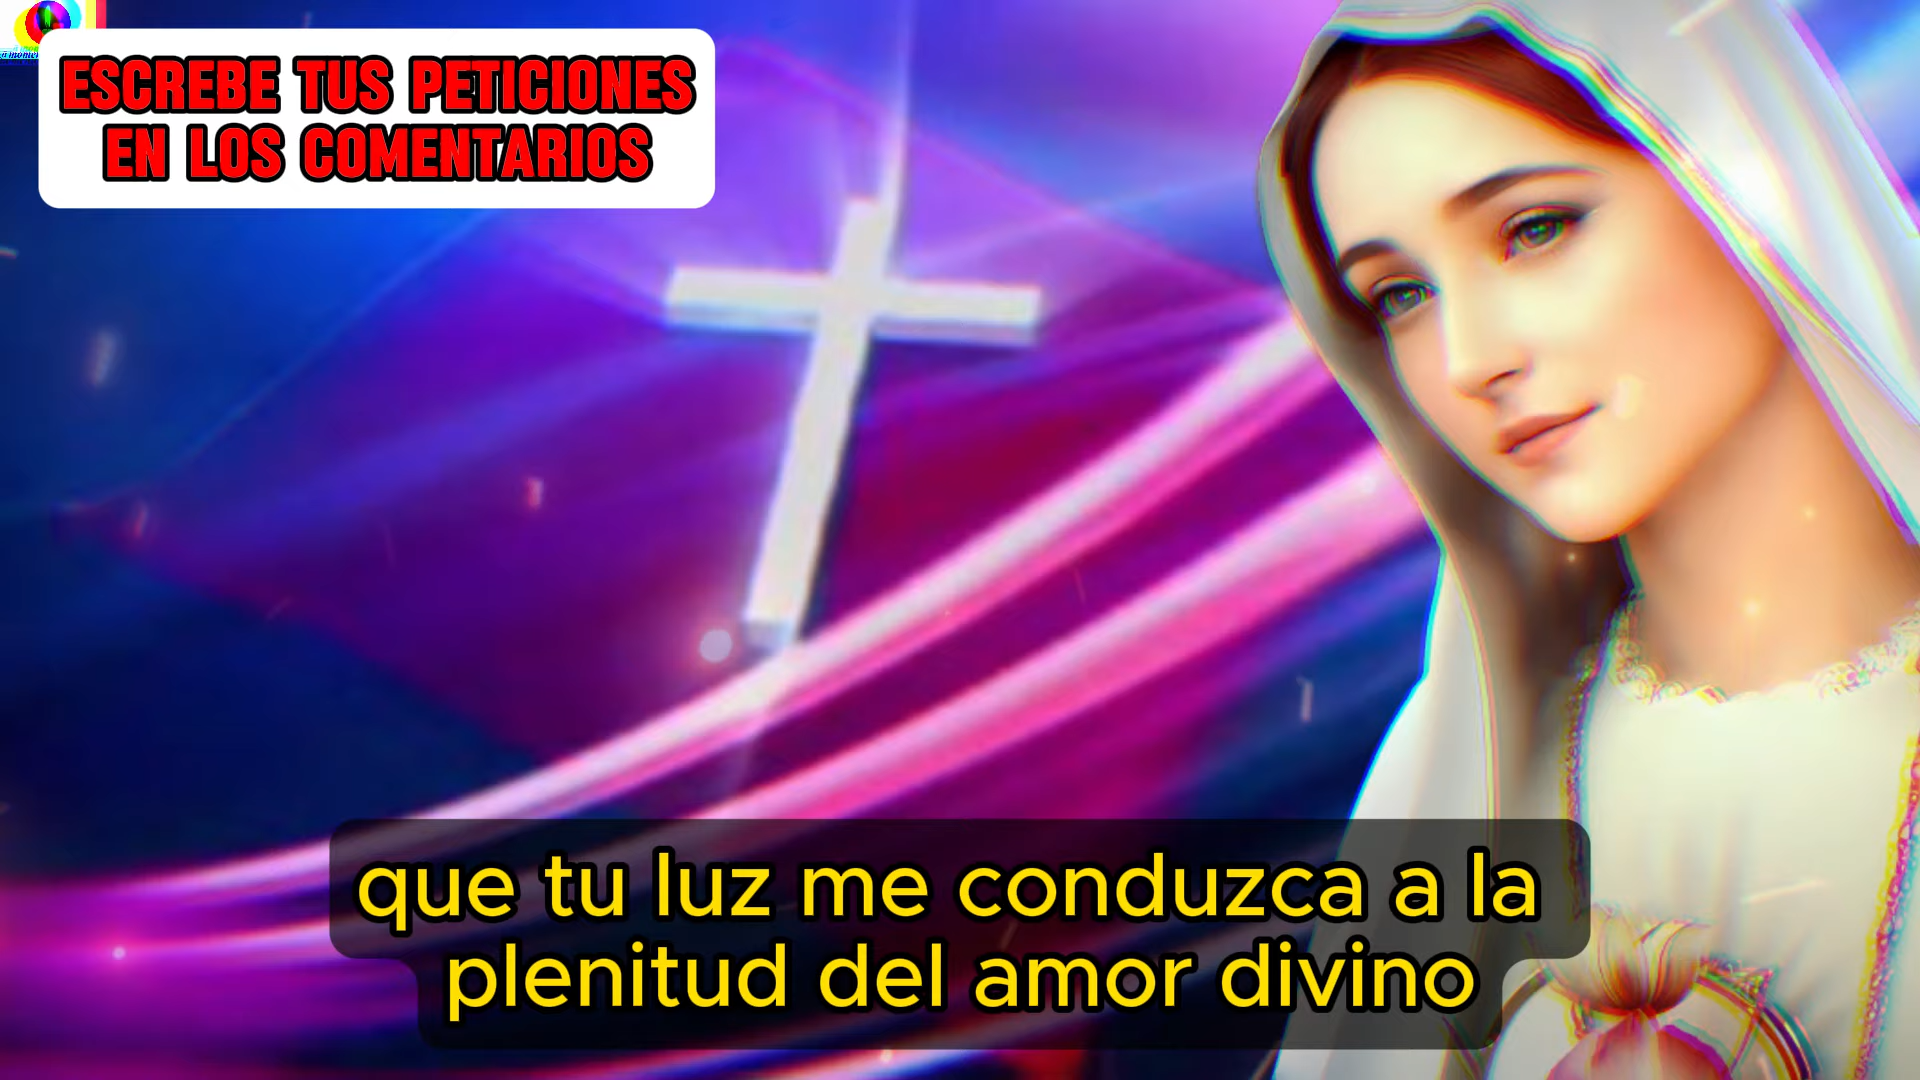 ESCREBE TUS PETICIONES
EN LOS COMENTARIOS
que tu luz me conduzca a la
plenitud del amor divino